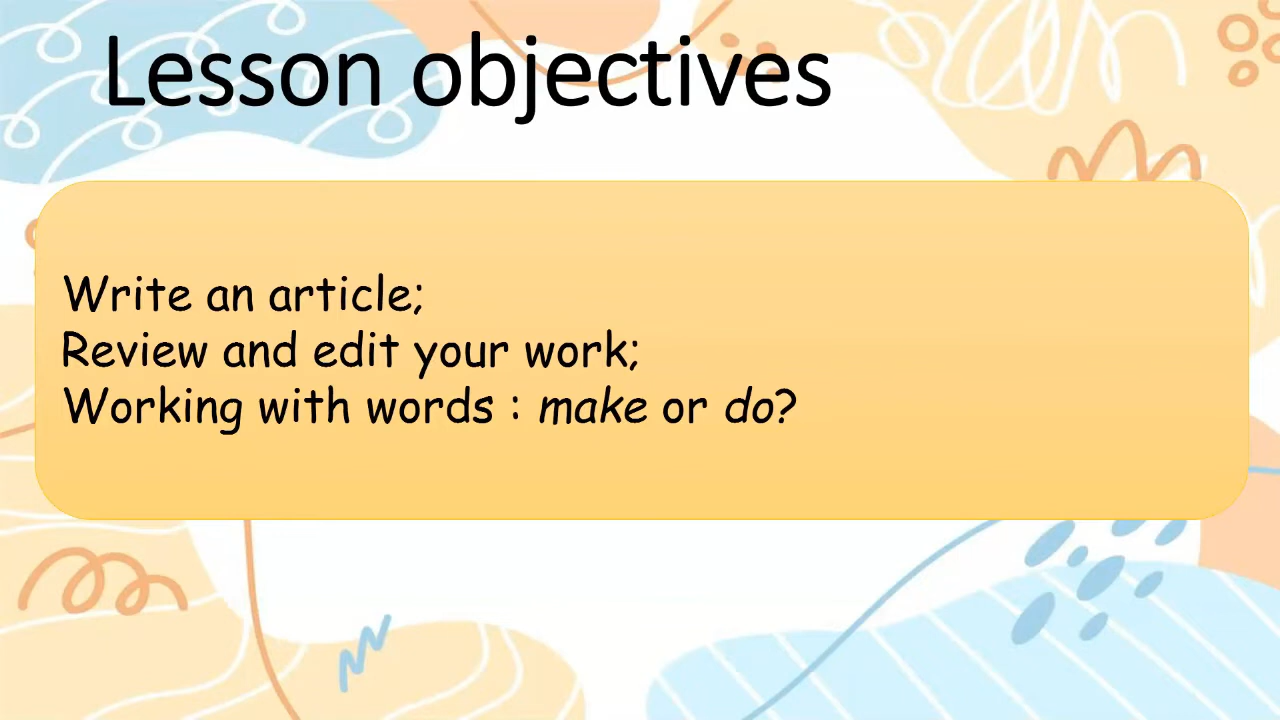 Lesson objectives
Write an article;
Review and edit your work;
Working with words : make or do?